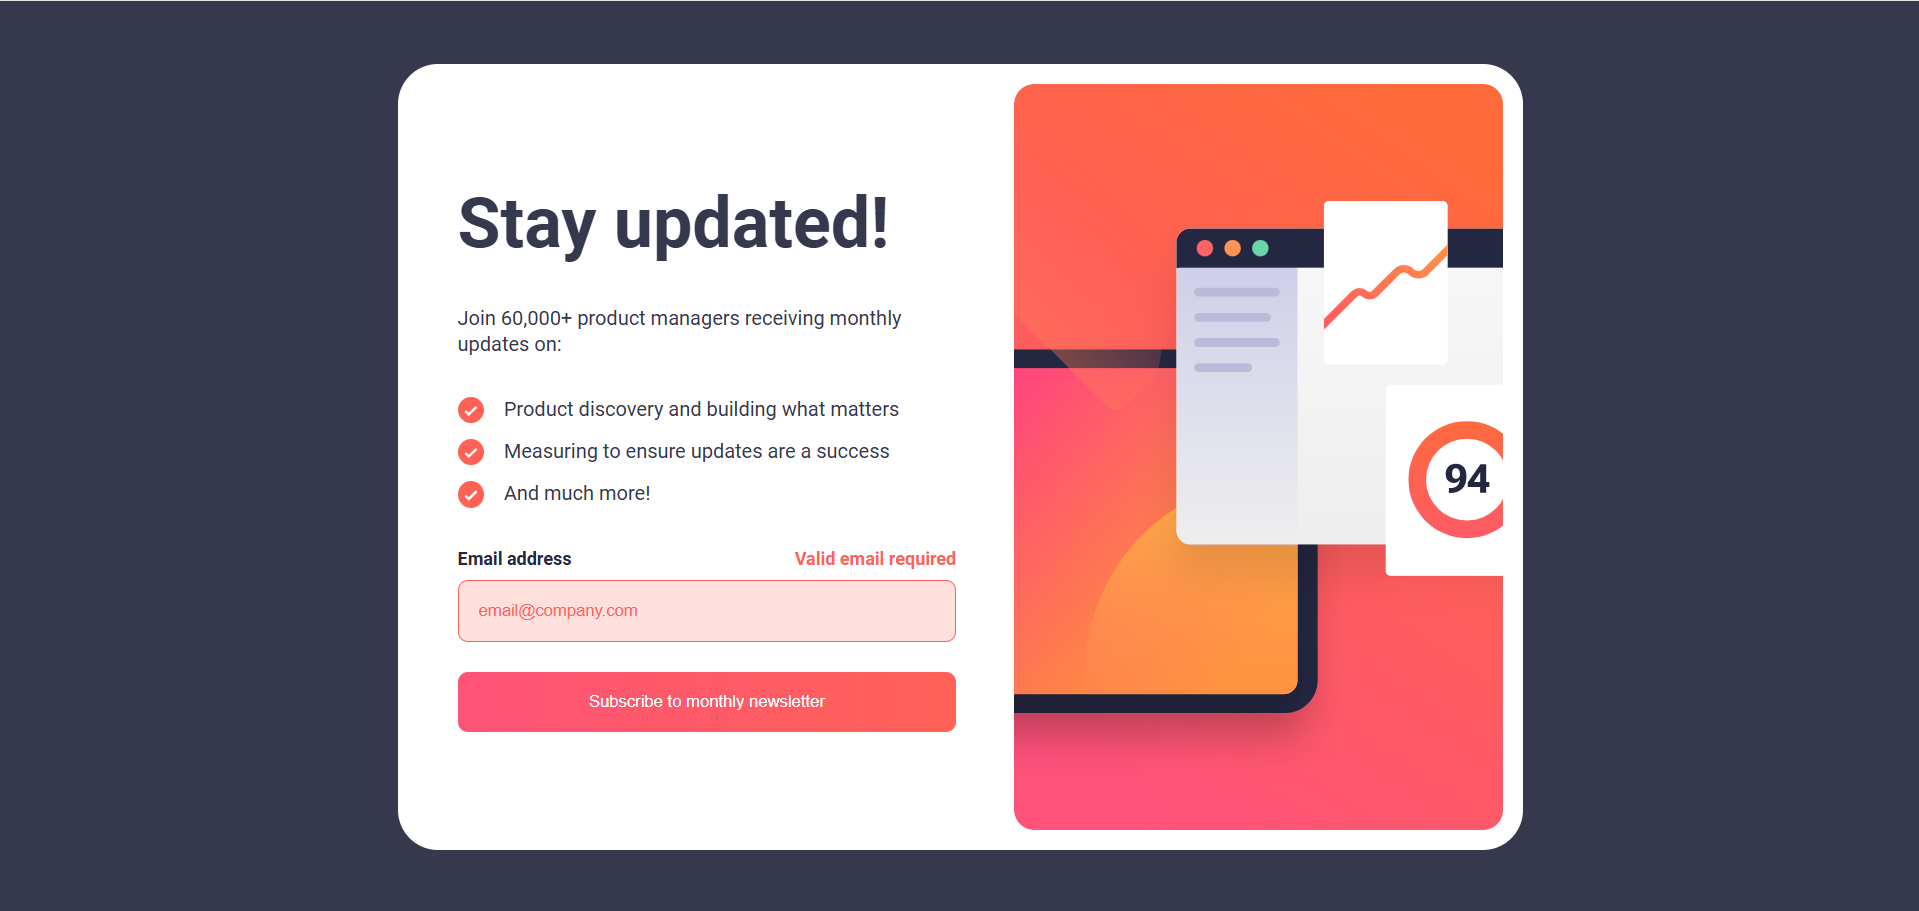 Stay updated!
Join 60,000+ product managers receiving monthly
updates on:
Product discovery and building what matters
Measuring to ensure updates are a success
And much more!
Email address
Valid email required
email@company.com
Subscribe to monthly newsletter
94